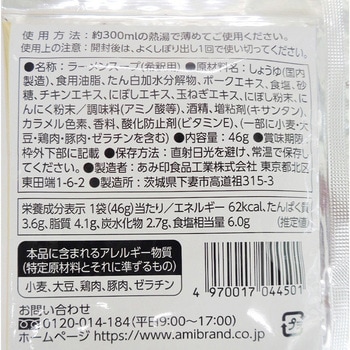 使用方法：約300mlの熱湯で薄めてご使用ください。
使用上の注意：開封後は、よくしぼり出し1回で使い切ってください。
●名称：ラーメンスープ(希釈用) ●原材料名：しょうゆ(国内
製造)、食用油脂、たん白加水分解物、ポークエキス、食塩、砂
糖、チキンエキス、にぼしエキス、玉ねぎエキス、にぼし粉末、
にんにく粉末／調味料(アミノ酸等)、酒精、増粘剤(キサンタン)、
カラメル色素、香料、酸化防止剤(ビタミンE)、(一部に小麦・大
豆・鶏肉・豚肉・ゼラチンを含む) ●内容量：46g ●賞味期限：
枠外下部に記載 ●保存方法：直射日光を避け、常温で保存して
ください。 ●製造者：あみ印食品工業株式会社 東京都北区
東田端1-6-2 ●製造所：茨城県下妻市高道祖315-3
栄養成分表示 1袋(46g)当たり／エネルギー 62kcal、たんぱく質
3.6g、脂質 4.1g、炭水化物 2.7g、食塩相当量 6.0g (推定値)
本品に含まれるアレルギー物質
(特定原材料とそれに準ずるもの)
小麦、大豆、鶏肉、豚肉、ゼラチン
お問い合わせ
0120-014-184(平日9:00〜17:00)
ホームページ https://www.amibrand.co.jp
4 970017 044501